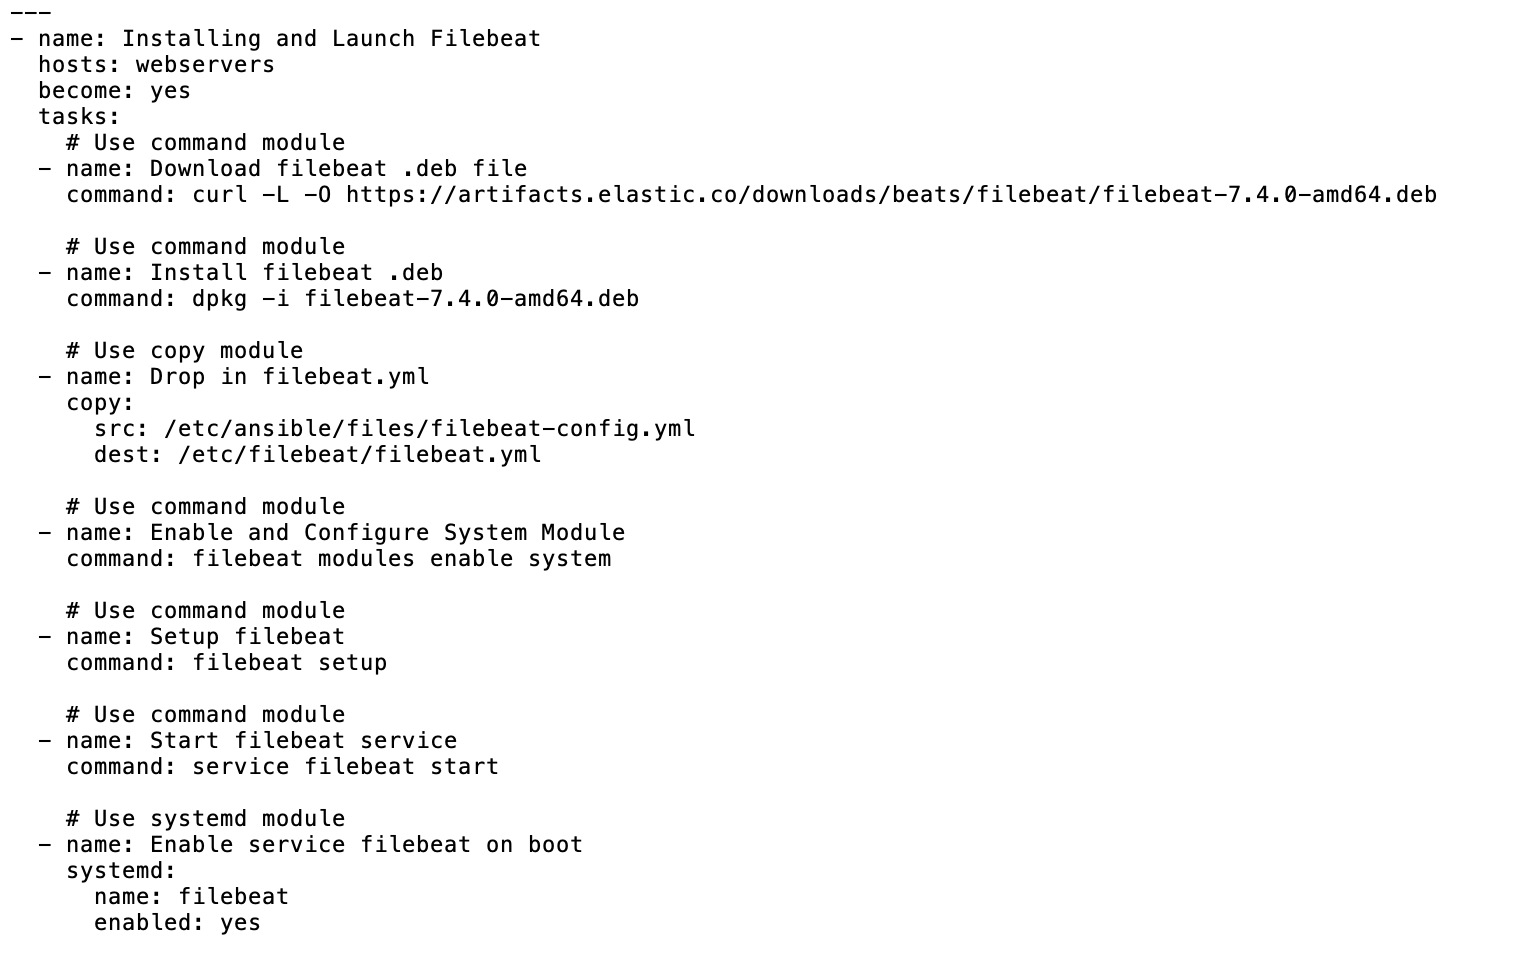 ---
- name: Installing and Launch Filebeat
  hosts: webservers
  become: yes
  tasks:
    # Use command module
  - name: Download filebeat .deb file
    command: curl -L -O https://artifacts.elastic.co/downloads/beats/filebeat/filebeat-7.4.0-amd64.deb

    # Use command module
  - name: Install filebeat .deb
    command: dpkg -i filebeat-7.4.0-amd64.deb

    # Use copy module
  - name: Drop in filebeat.yml
    copy:
      src: /etc/ansible/files/filebeat-config.yml
      dest: /etc/filebeat/filebeat.yml

    # Use command module
  - name: Enable and Configure System Module
    command: filebeat modules enable system

    # Use command module
  - name: Setup filebeat
    command: filebeat setup

    # Use command module
  - name: Start filebeat service
    command: service filebeat start

    # Use systemd module
  - name: Enable service filebeat on boot
    systemd:
      name: filebeat
      enabled: yes